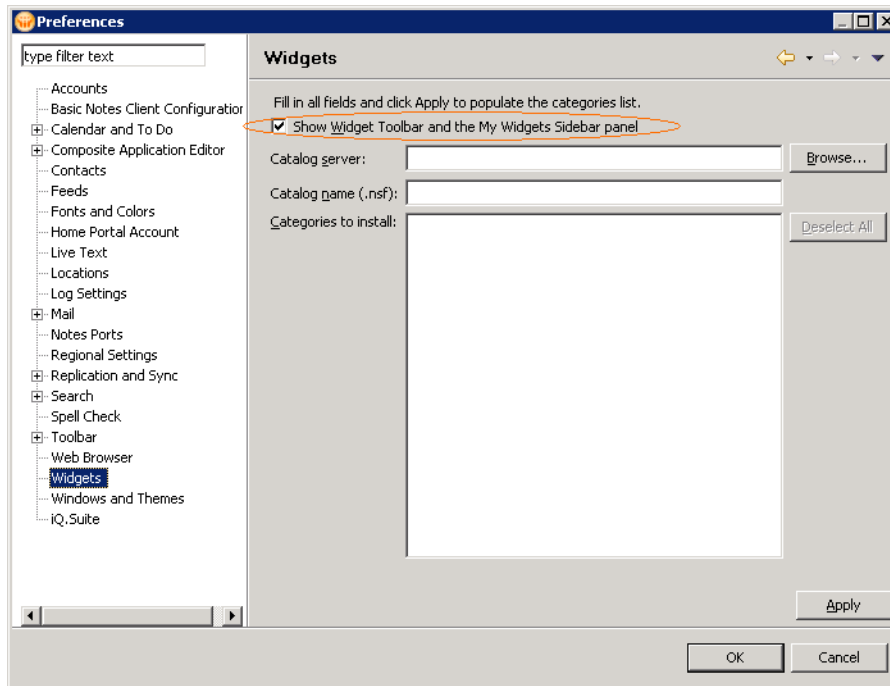 Preferences
type filter text
Accounts
Basic Notes Client Configuration
Calendar and To Do
Composite Application Editor
Contacts
Feeds
Fonts and Colors
Home Portal Account
Live Text
Locations
Log Settings
Mail
Notes Ports
Regional Settings
Replication and Sync
Search
Spell Check
Toolbar
Web Browser
Widgets
Windows and Themes
iQ.Suite
Widgets
Fill in all fields and click Apply to populate the categories list.
Show Widget Toolbar and the My Widgets Sidebar panel
Catalog server:
Browse...
Catalog name (.nsf):
Categories to install:
Deselect All
Apply
OK
Cancel